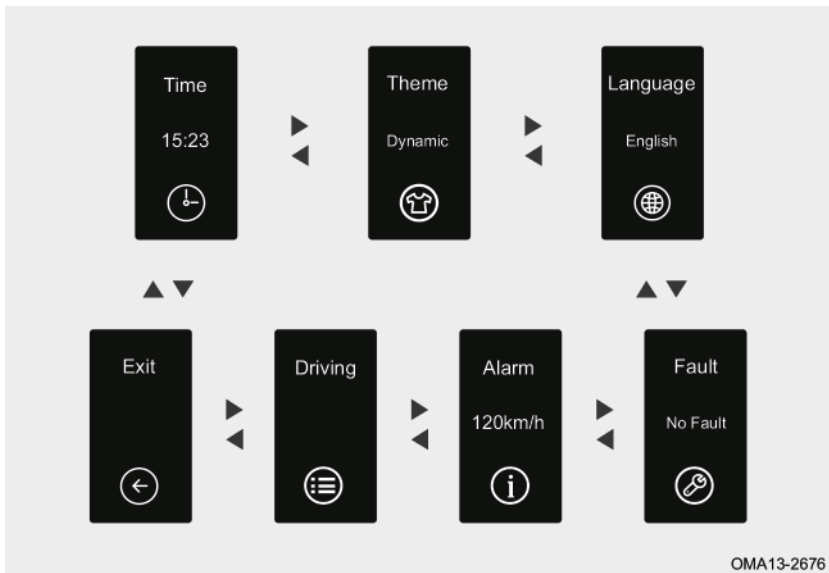 Time
15:23
Theme
Dynamic
Language
English
Exit
Driving
Alarm
120km/h
i
Fault
No Fault
OMA13-2676